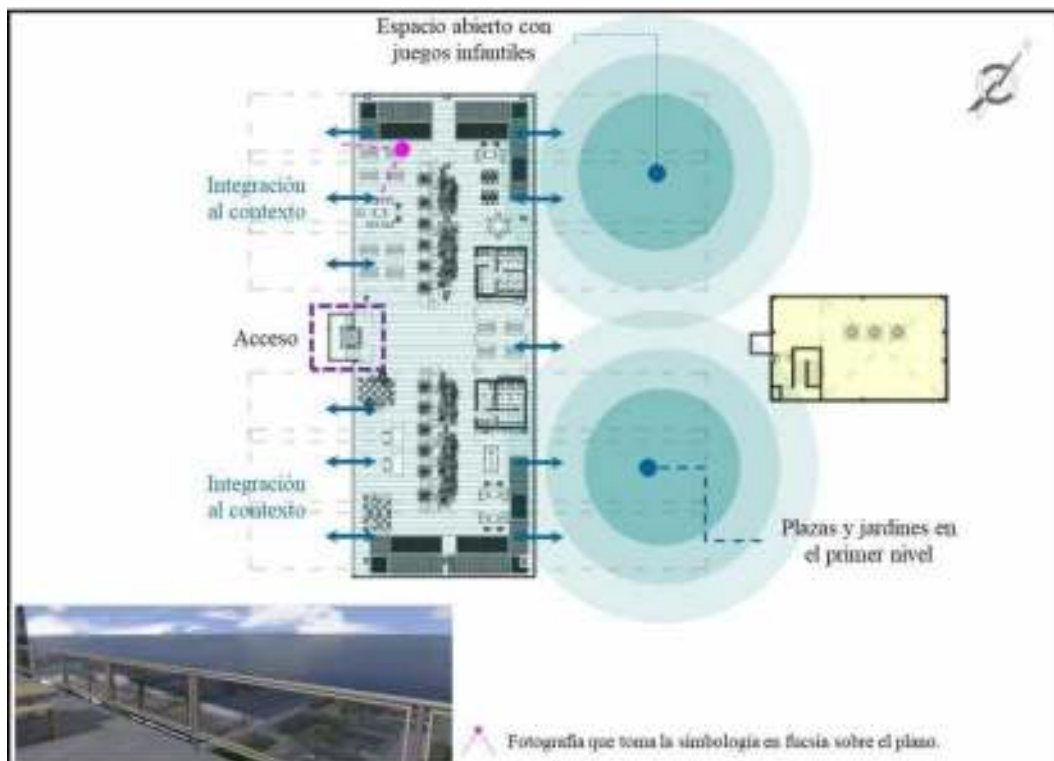 Espacio abierto con
juegos infantiles
Integración
al contexto
Acceso
Integración
al contexto
Plazas y jardines en
el primer nivel
Fotografía que toma la simbología en fucsia sobre el plano.